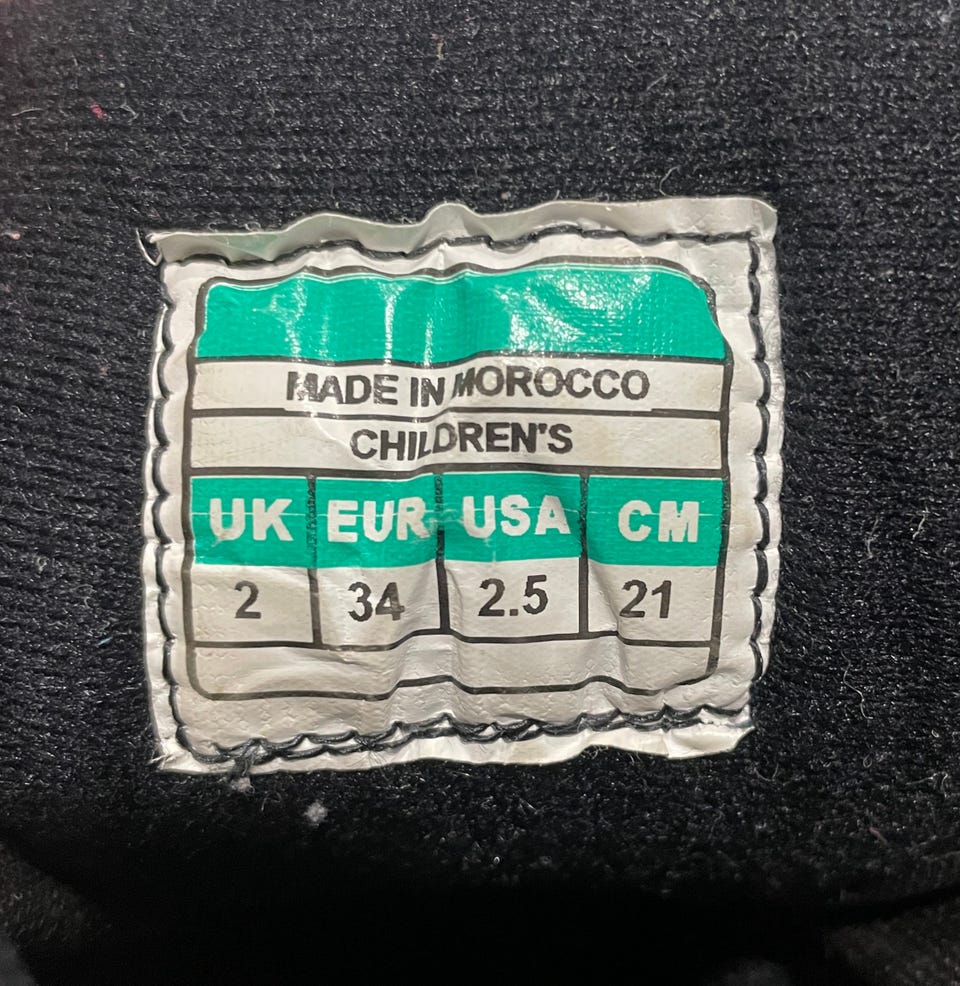 MADE IN MOROCCO
CHILDREN'S
UK EUR USA CM
2 34 2.5 21